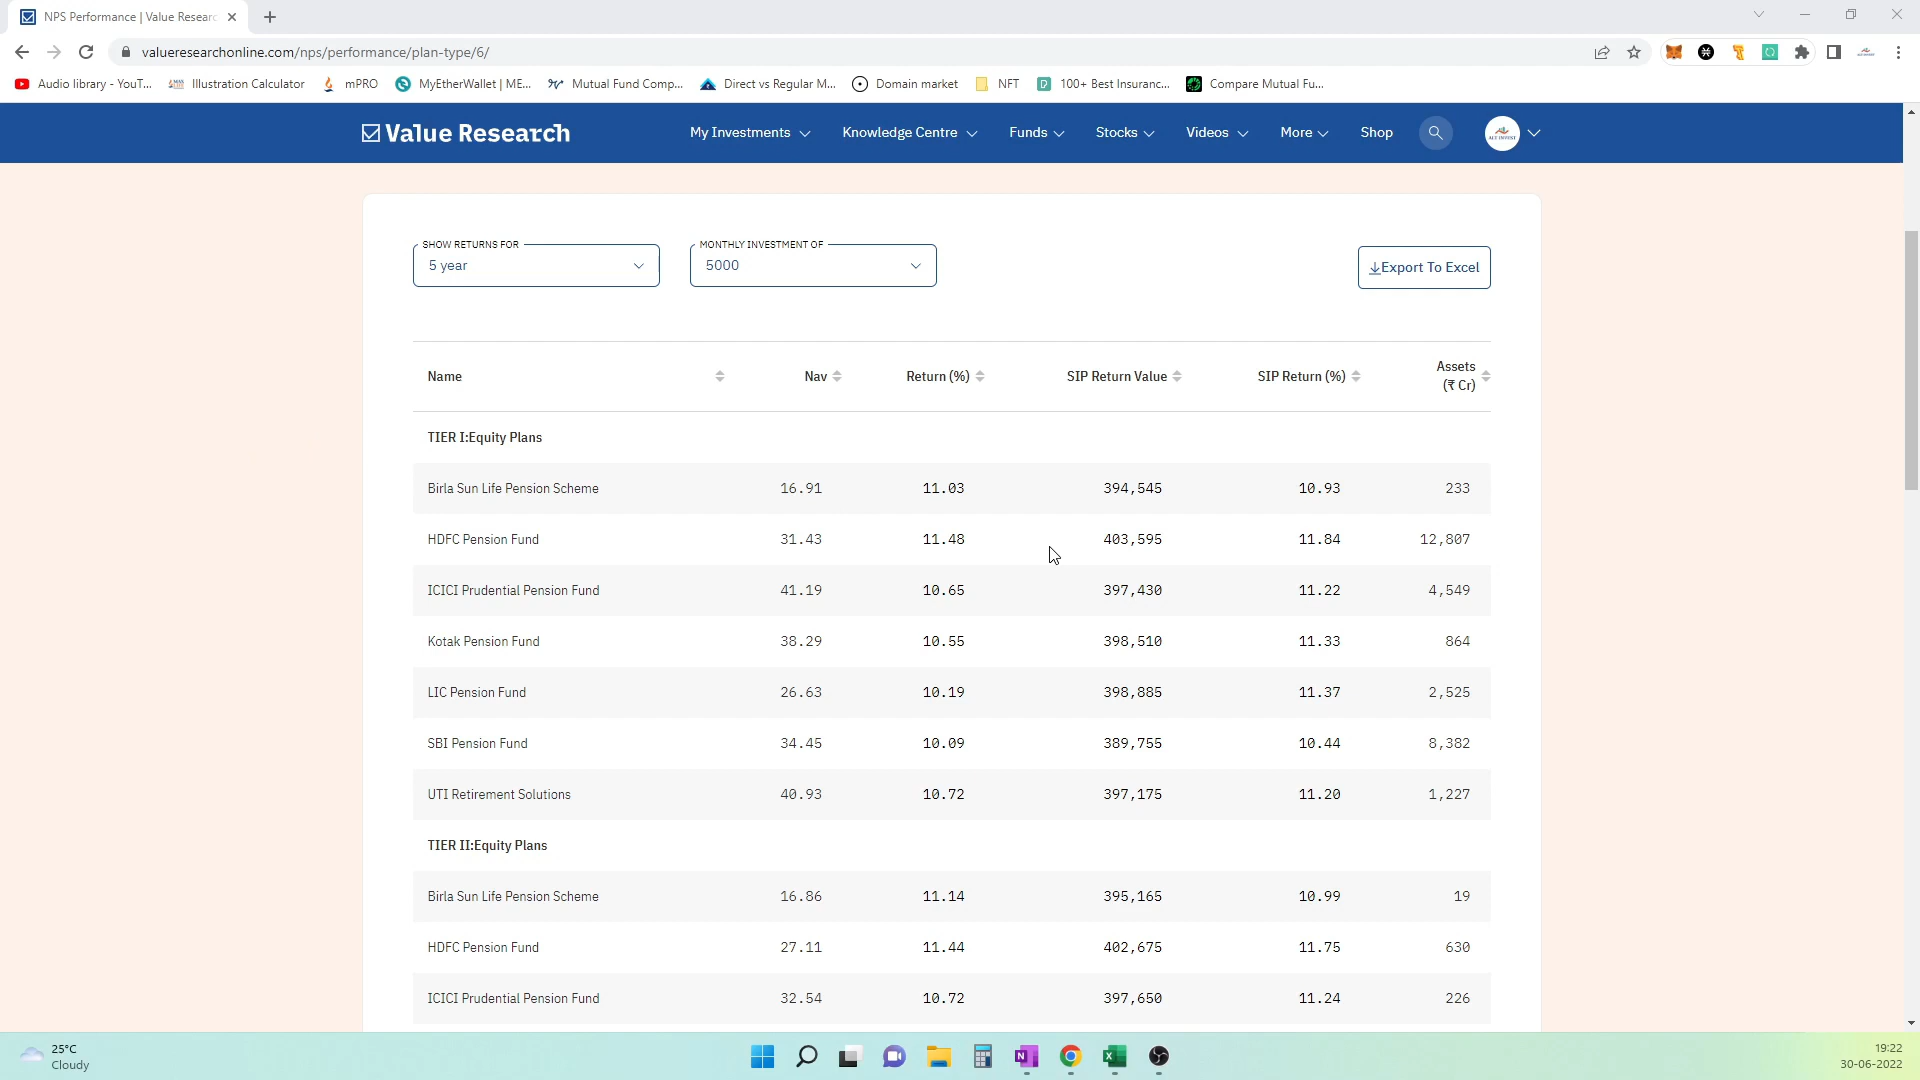 NPS Performance | Value Researc
valueresearchonline.com/nps/performance/plan-type/6/
Audio library - YouT... Illustration Calculator mPRO MyEtherWallet | ME... Mutual Fund Comp... Direct vs Regular M... Domain market NFT 100+ Best Insuranc... Compare Mutual Fu...
Value Research My Investments Knowledge Centre Funds Stocks Videos More Shop
SHOW RETURNS FOR MONTHLY INVESTMENT OF
5 year 5000 Export To Excel
Name Nav Return (%) SIP Return Value SIP Return (%) Assets (₹ Cr)
TIER I:Equity Plans
Birla Sun Life Pension Scheme 16.91 11.03 394,545 10.93 233
HDFC Pension Fund 31.43 11.48 403,595 11.84 12,807
ICICI Prudential Pension Fund 41.19 10.65 397,430 11.22 4,549
Kotak Pension Fund 38.29 10.55 398,510 11.33 864
LIC Pension Fund 26.63 10.19 398,885 11.37 2,525
SBI Pension Fund 34.45 10.09 389,755 10.44 8,382
UTI Retirement Solutions 40.93 10.72 397,175 11.20 1,227
TIER II:Equity Plans
Birla Sun Life Pension Scheme 16.86 11.14 395,165 10.99 19
HDFC Pension Fund 27.11 11.44 402,675 11.75 630
ICICI Prudential Pension Fund 32.54 10.72 397,650 11.24 226
25°C 19:22
Cloudy 30-06-2022